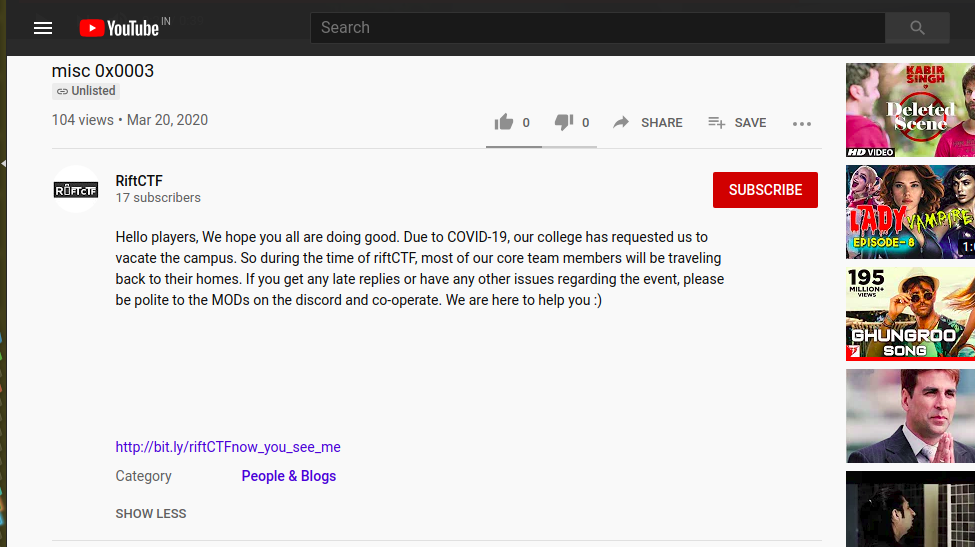 YouTube IN
Search
misc 0x0003
Unlisted
104 views • Mar 20, 2020
0
0
SHARE
SAVE
RIFTCTF
RiftCTF
17 subscribers
SUBSCRIBE
Hello players, We hope you all are doing good. Due to COVID-19, our college has requested us to
vacate the campus. So during the time of riftCTF, most of our core team members will be traveling
back to their homes. If you get any late replies or have any other issues regarding the event, please
be polite to the MODs on the discord and co-operate. We are here to help you :)
http://bit.ly/riftCTFnow_you_see_me
Category
People & Blogs
SHOW LESS
KABIR
SINGH
Deleted
Scene
HD VIDEO
LADY
VAMPIRE
EPISODE-8
195
MILLION+
VIEWS
GHUNGROO
SONG